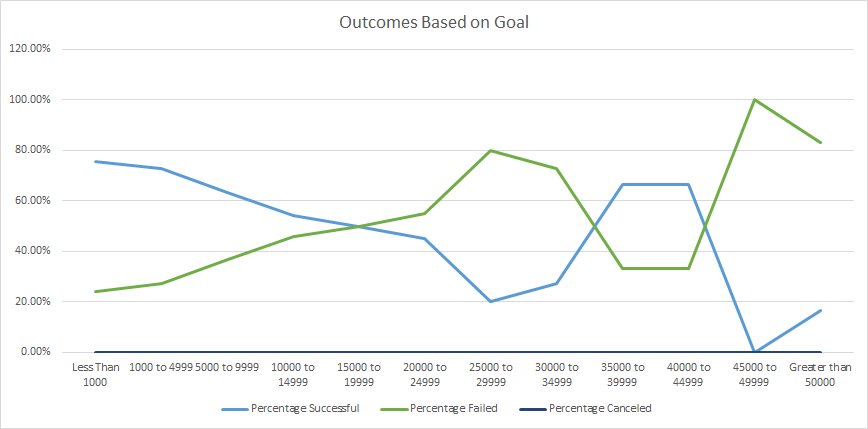 Outcomes Based on Goal
120.00%
100.00%
80.00%
60.00%
40.00%
20.00%
0.00%
Less Than 1000 to 4999 5000 to 9999 10000 to 15000 to 20000 to 25000 to 30000 to 35000 to 40000 to 45000 to Greater than
1000 14999 19999 24999 29999 34999 39999 44999 49999 50000
Percentage Successful Percentage Failed Percentage Canceled